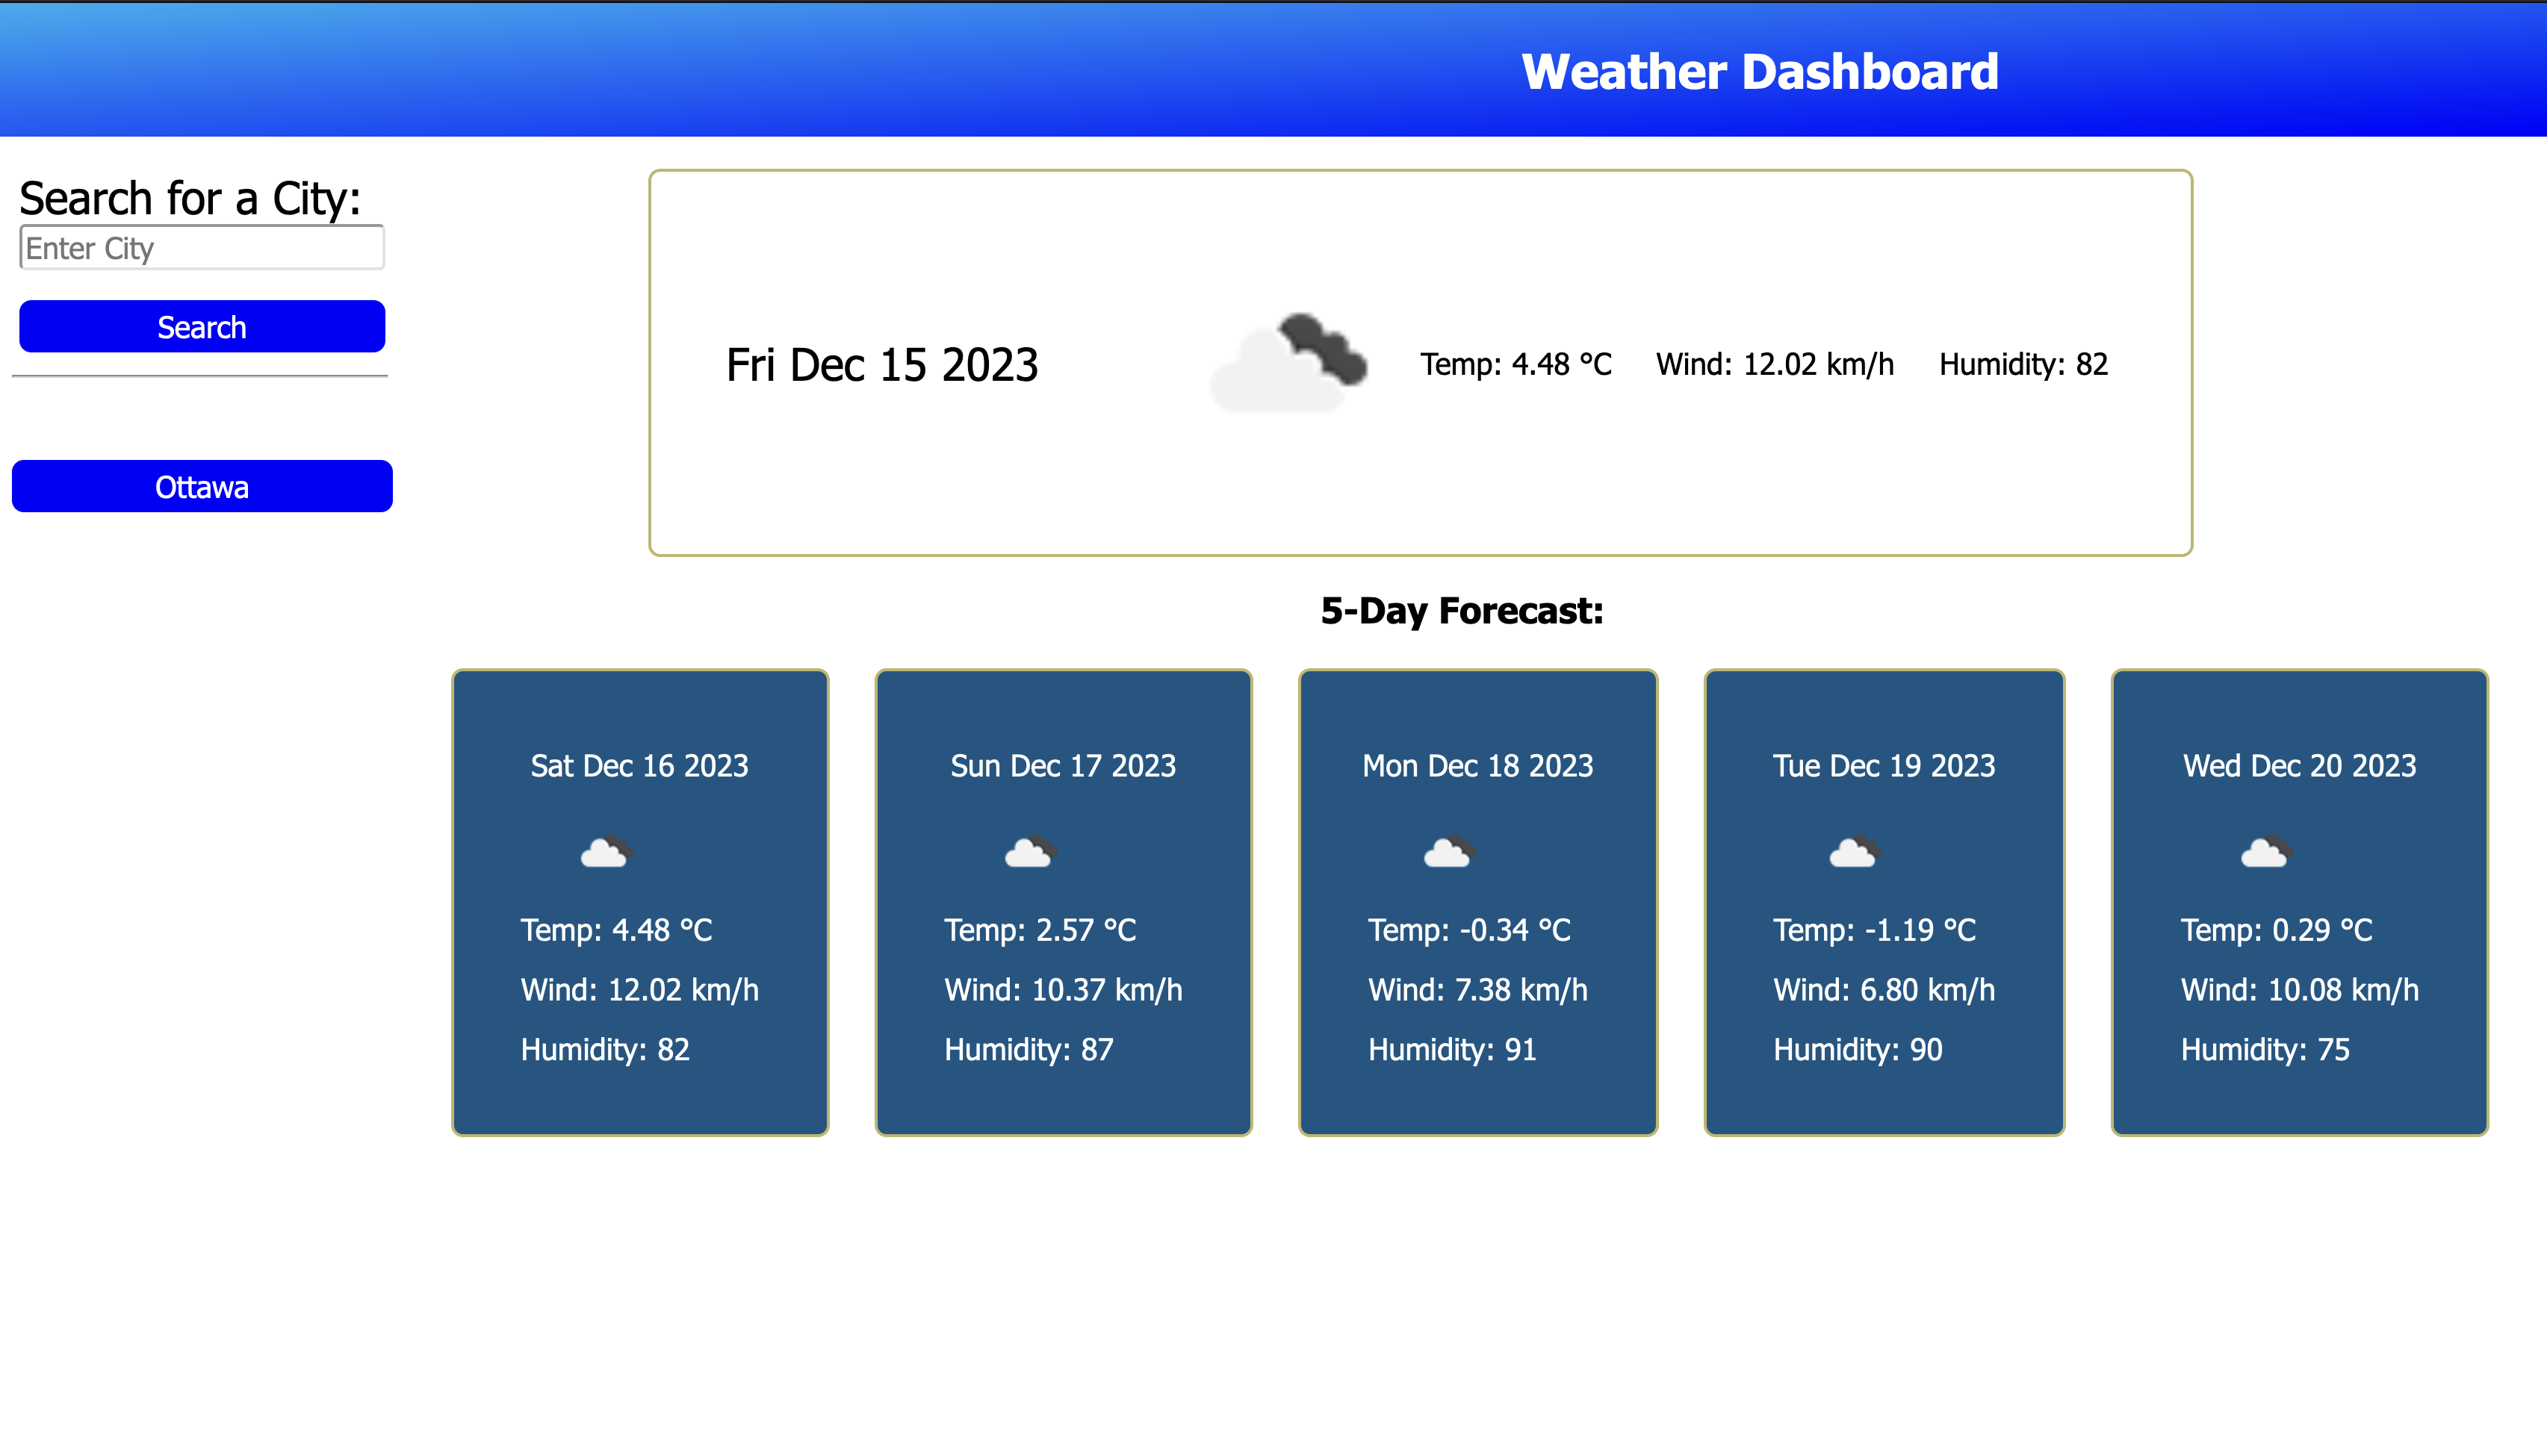 Weather Dashboard
Search for a City:
Enter City
Search
Ottawa
Fri Dec 15 2023
Temp: 4.48 °C
Wind: 12.02 km/h
Humidity: 82
5-Day Forecast:
Sat Dec 16 2023
Temp: 4.48 °C
Wind: 12.02 km/h
Humidity: 82
Sun Dec 17 2023
Temp: 2.57 °C
Wind: 10.37 km/h
Humidity: 87
Mon Dec 18 2023
Temp: -0.34 °C
Wind: 7.38 km/h
Humidity: 91
Tue Dec 19 2023
Temp: -1.19 °C
Wind: 6.80 km/h
Humidity: 90
Wed Dec 20 2023
Temp: 0.29 °C
Wind: 10.08 km/h
Humidity: 75